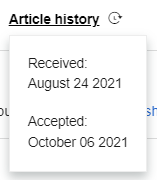 Article history
Received:
August 24 2021
Accepted:
October 06 2021